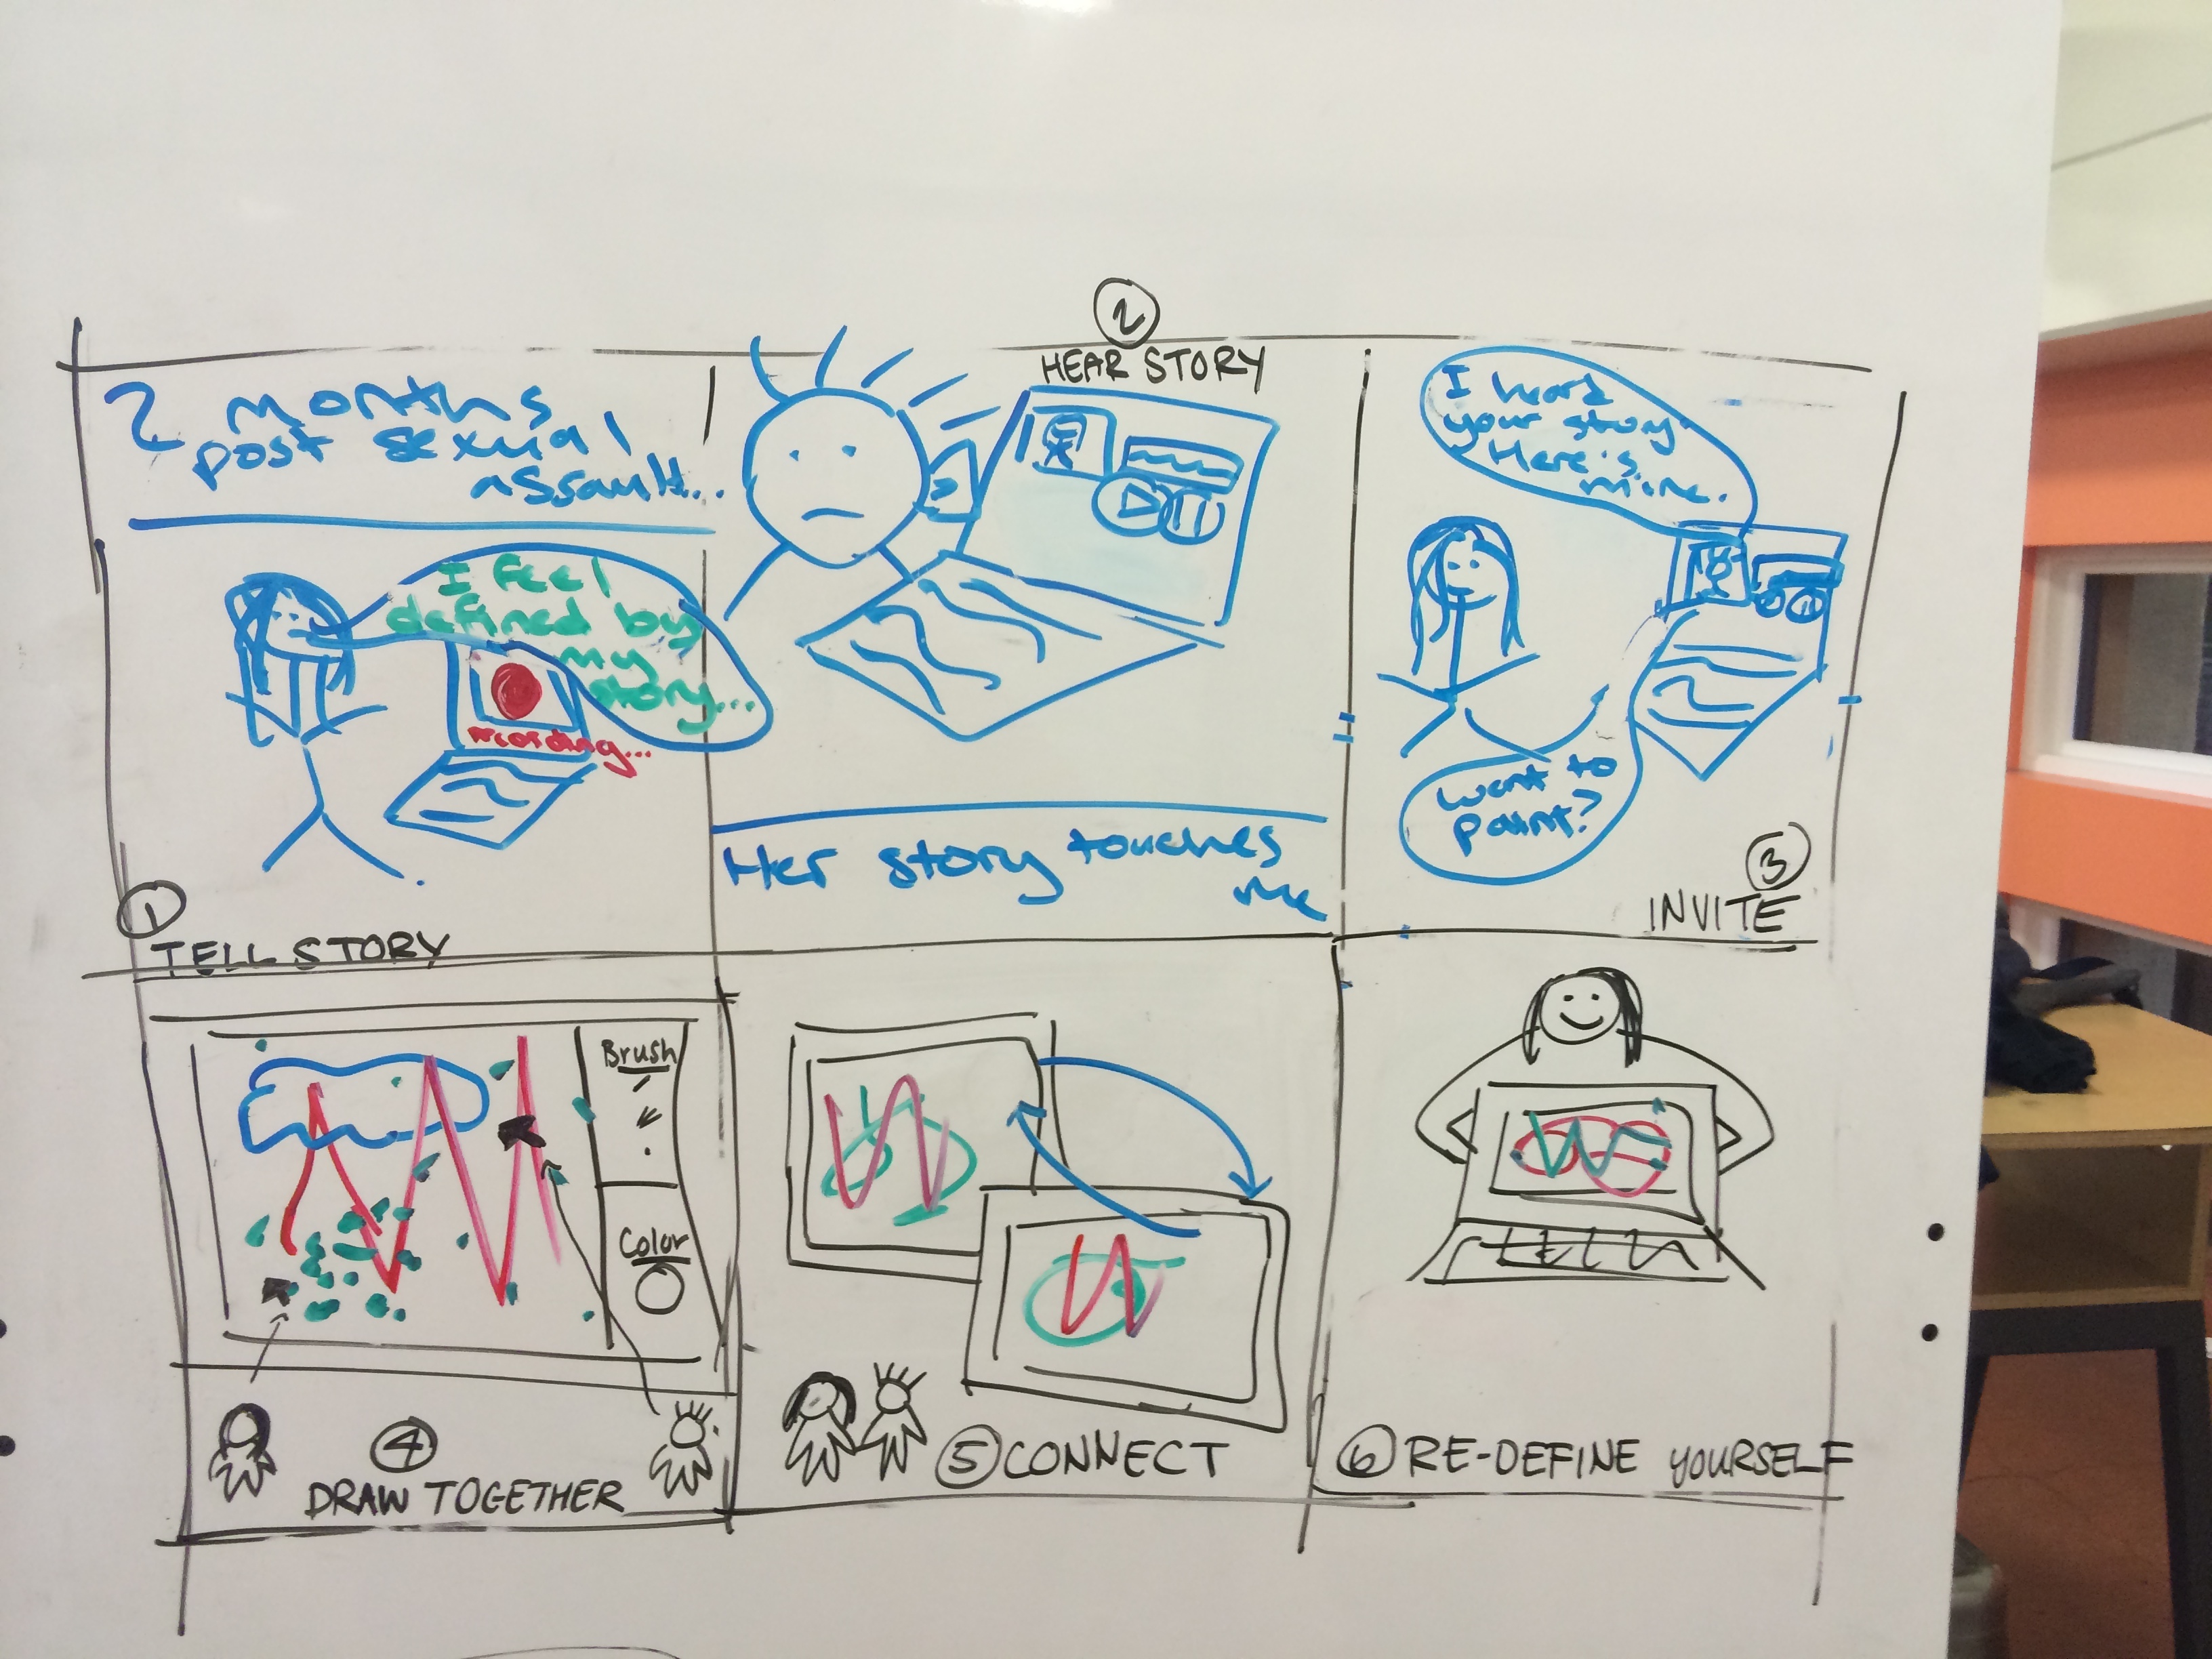 2 months
post sexual
assault...
I feel
defined by
my
story...
recording...
1
TELL STORY
2
HEAR STORY
Her story touches
me
I heard
your story
Here's
mine.
Want to
paint?
3
INVITE
Brush
Color
4
DRAW TOGETHER
5 CONNECT
6 RE-DEFINE YOURSELF